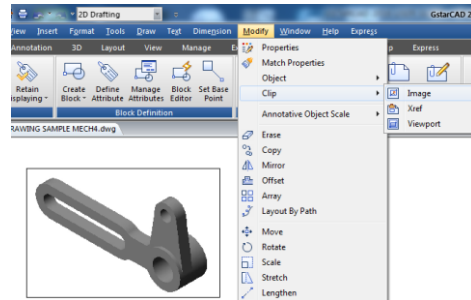 2D Drafting
GstarCAD 2
View Insert Format Tools Draw Text Dimension Modify Window Help Express
Annotation 3D Layout View Manage Express
Retain
Displaying
Create
Block
Define
Attribute
Manage
Attributes
Block
Editor
Set Base
Point
Block Definition
DRAWING SAMPLE MECH4.dwg
Properties
Match Properties
Object
Clip
Annotative Object Scale
Erase
Copy
Mirror
Offset
Array
Layout By Path
Move
Rotate
Scale
Stretch
Lengthen
Image
Xref
Viewport